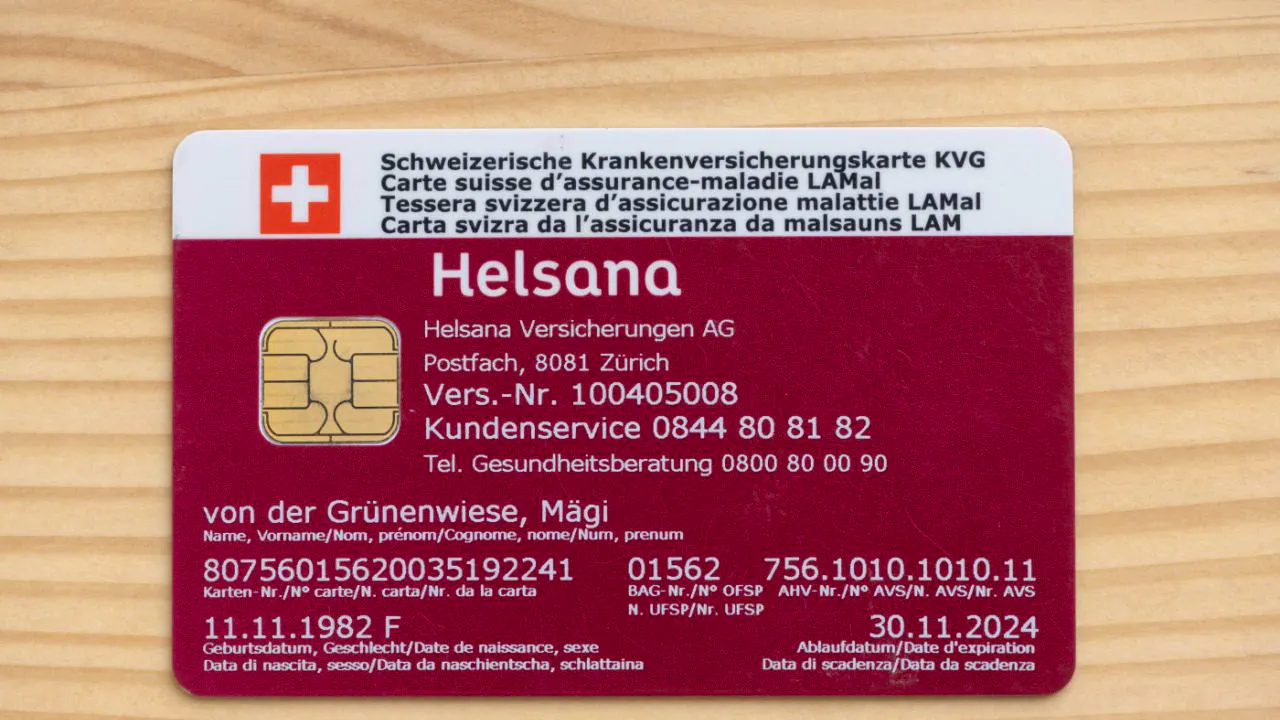 Schweizerische Krankenversicherungskarte KVG
Carte suisse d'assurance-maladie LAMal
Tessera svizzera d'assicurazione malattie LAMal
Carta svizra da l'assicuranza da malsauns LAM
Helsana
Helsana Versicherungen AG
Postfach, 8081 Zürich
Vers.-Nr. 100405008
Kundenservice 0844 80 81 82
Tel. Gesundheitsberatung 0800 80 00 90
von der Grünenwiese, Mägi
Name, Vorname/Nom, prénom/Cognome, nome/Num, prenum
80756015620035192241 01562 756.1010.1010.11
Karten-Nr./N° carte/N. carta/Nr. da la carta BAG-Nr./N° OFSP AHV-Nr./N° AVS/N. AVS/Nr. AVS
N. UFSP/Nr. UFSP
11.11.1982 F 30.11.2024
Geburtsdatum, Geschlecht/Date de naissance, sexe Ablaufdatum/Date d'expiration
Data di nascita, sesso/Data da naschientscha, schlattaina Data di scadenza/Data da scadenza